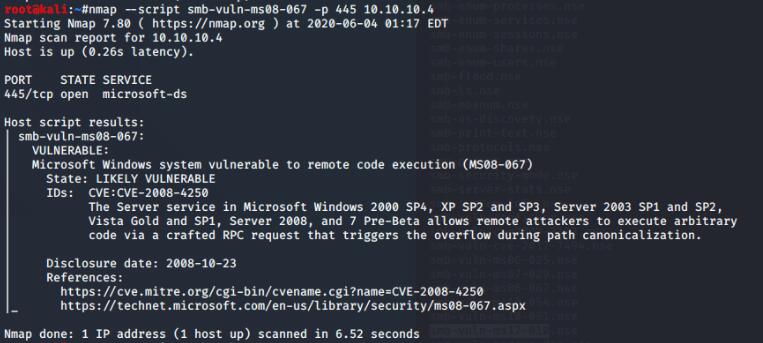 root@kali:~#nmap --script smb-vuln-ms08-067 -p 445 10.10.10.4
Starting Nmap 7.80 ( https://nmap.org ) at 2020-06-04 01:17 EDT
Nmap scan report for 10.10.10.4
Host is up (0.26s latency).
PORT    STATE SERVICE
445/tcp open  microsoft-ds
Host script results:
| smb-vuln-ms08-067:
|   VULNERABLE:
|   Microsoft Windows system vulnerable to remote code execution (MS08-067)
|     State: LIKELY VULNERABLE
|     IDs:  CVE:CVE-2008-4250
|           The Server service in Microsoft Windows 2000 SP4, XP SP2 and SP3, Server 2003 SP1 and SP2,
|           Vista Gold and SP1, Server 2008, and 7 Pre-Beta allows remote attackers to execute arbitrary
|           code via a crafted RPC request that triggers the overflow during path canonicalization.
|
|     Disclosure date: 2008-10-23
|     References:
|       https://cve.mitre.org/cgi-bin/cvename.cgi?name=CVE-2008-4250
|_      https://technet.microsoft.com/en-us/library/security/ms08-067.aspx
Nmap done: 1 IP address (1 host up) scanned in 6.52 seconds